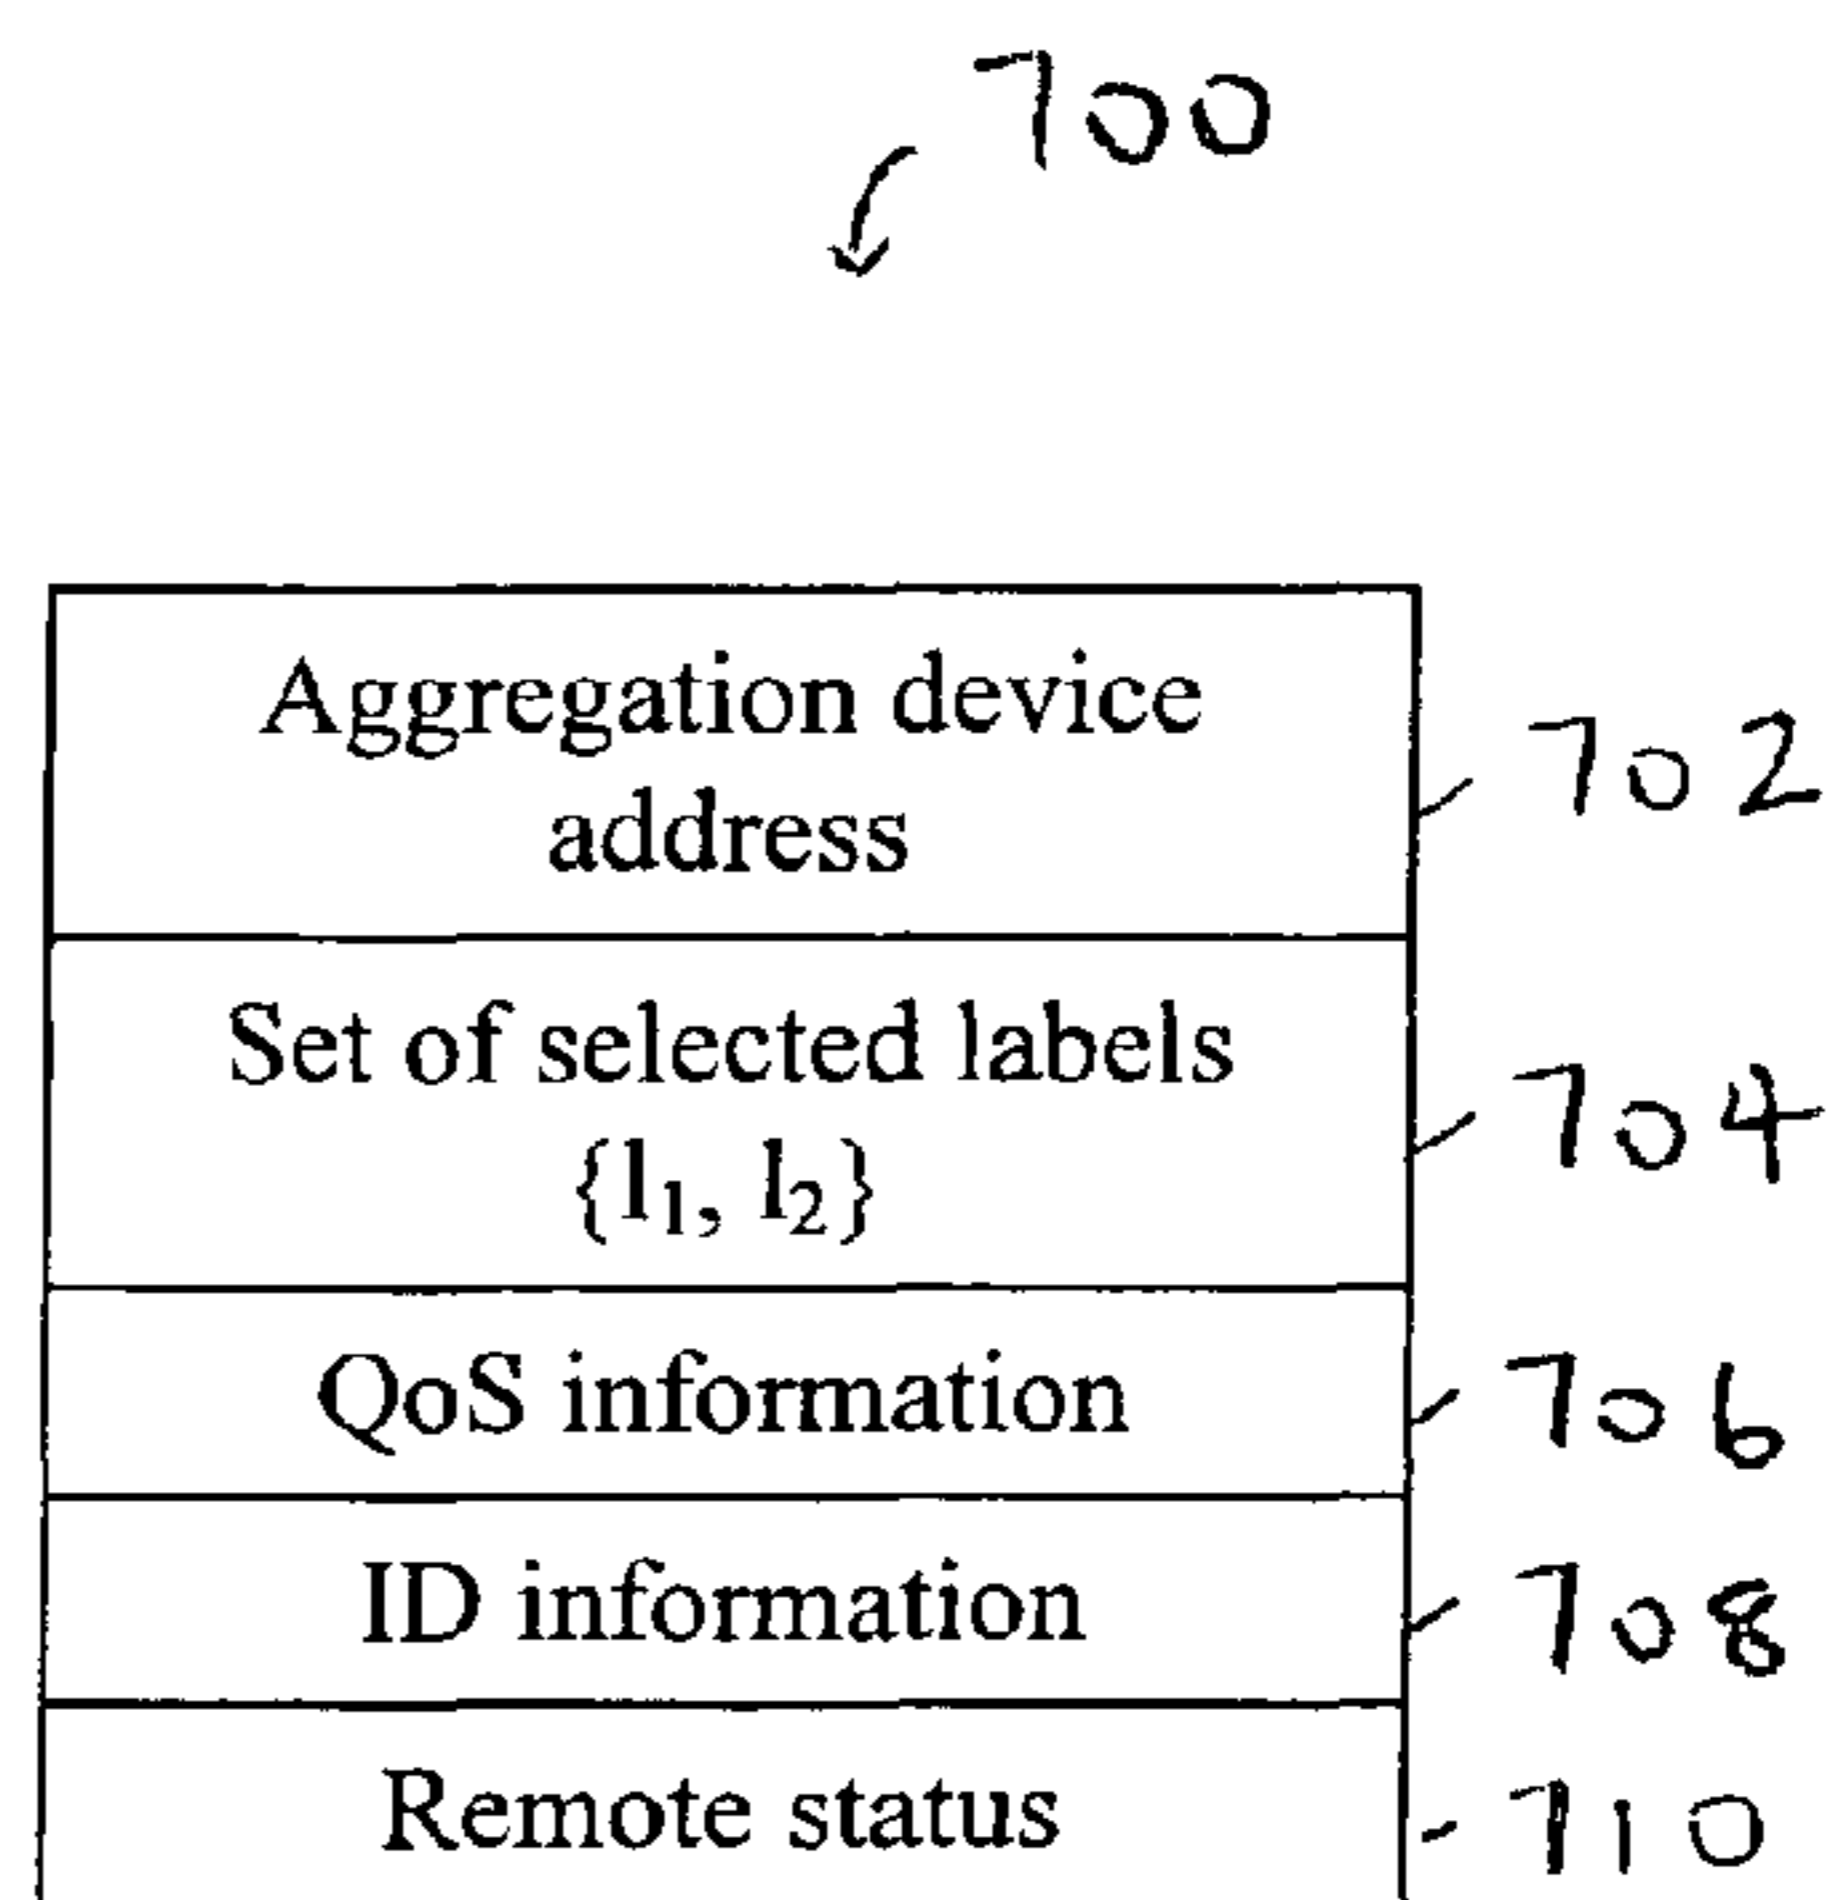 700
Aggregation device
address
702
Set of selected labels
{l₁, l₂}
704
QoS information
706
ID information
708
Remote status
710